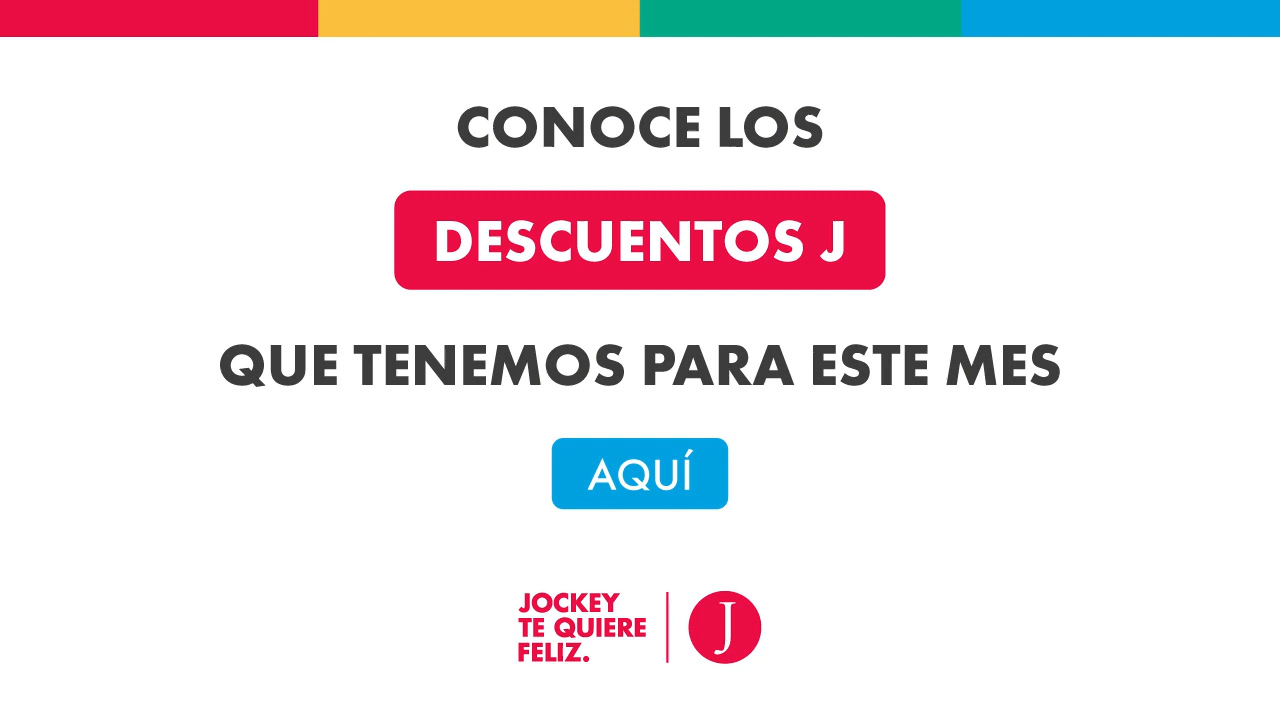 CONOCE LOS
DESCUENTOS J
QUE TENEMOS PARA ESTE MES
AQUÍ
JOCKEY
TE QUIERE
FELIZ.
J